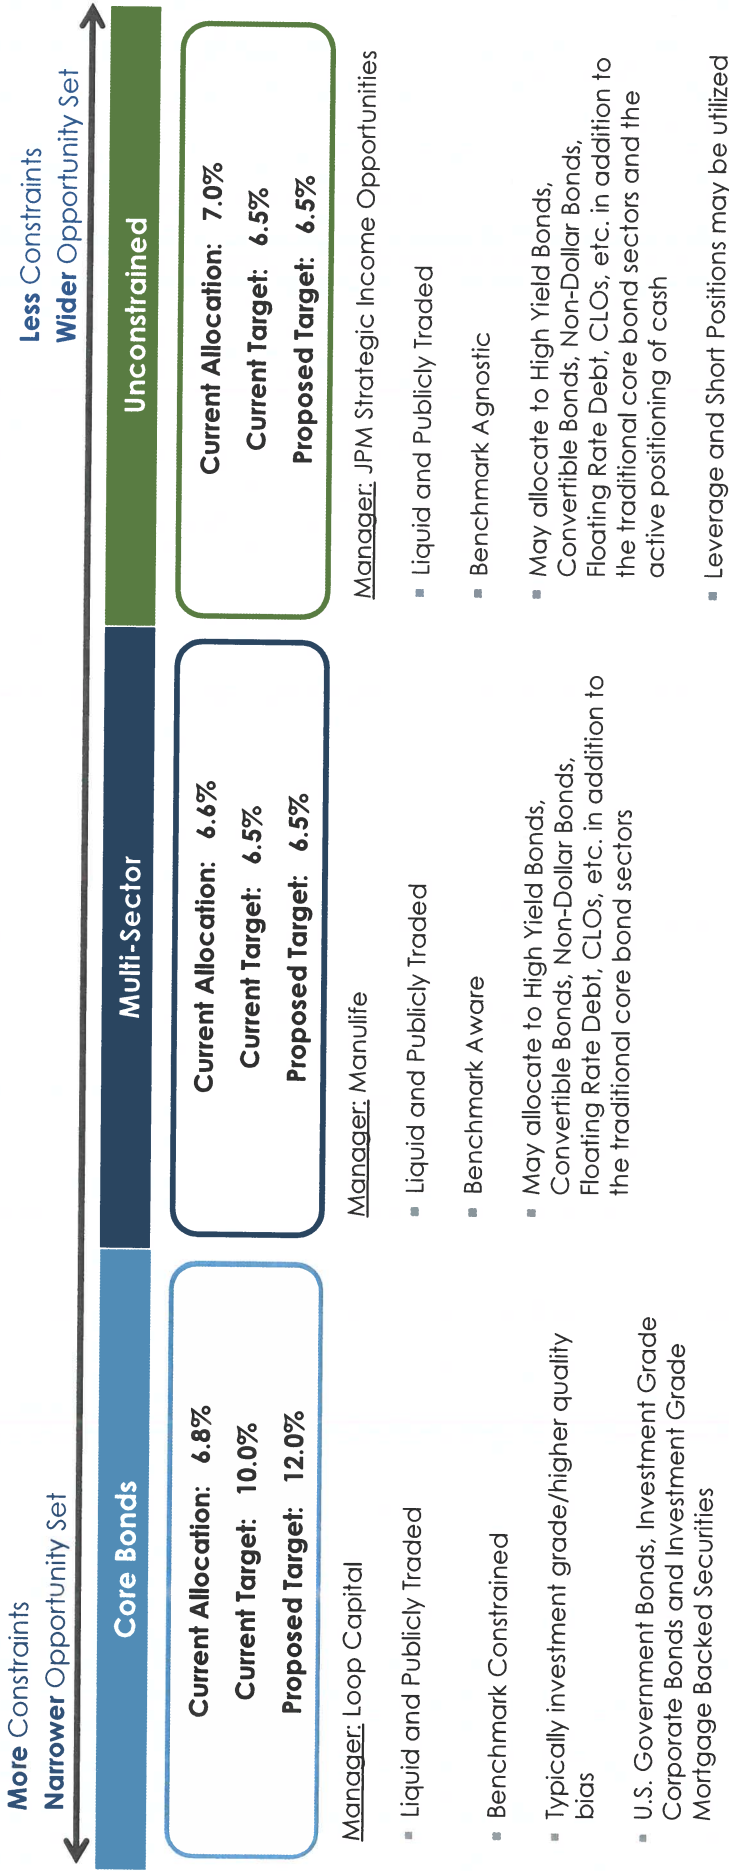 More Constraints
Narrower Opportunity Set
Less Constraints
Wider Opportunity Set
Core Bonds
Current Allocation: 6.8%
Current Target: 10.0%
Proposed Target: 12.0%
Manager: Loop Capital
▪ Liquid and Publicly Traded
▪ Benchmark Constrained
▪ Typically investment grade/higher quality
bias
▪ U.S. Government Bonds, Investment Grade
Corporate Bonds and Investment Grade
Mortgage Backed Securities
Multi-Sector
Current Allocation: 6.6%
Current Target: 6.5%
Proposed Target: 6.5%
Manager: Manulife
▪ Liquid and Publicly Traded
▪ Benchmark Aware
▪ May allocate to High Yield Bonds,
Convertible Bonds, Non-Dollar Bonds,
Floating Rate Debt, CLOs, etc. in addition to
the traditional core bond sectors
Unconstrained
Current Allocation: 7.0%
Current Target: 6.5%
Proposed Target: 6.5%
Manager: JPM Strategic Income Opportunities
▪ Liquid and Publicly Traded
▪ Benchmark Agnostic
▪ May allocate to High Yield Bonds,
Convertible Bonds, Non-Dollar Bonds,
Floating Rate Debt, CLOs, etc. in addition to
the traditional core bond sectors and the
active positioning of cash
▪ Leverage and Short Positions may be utilized